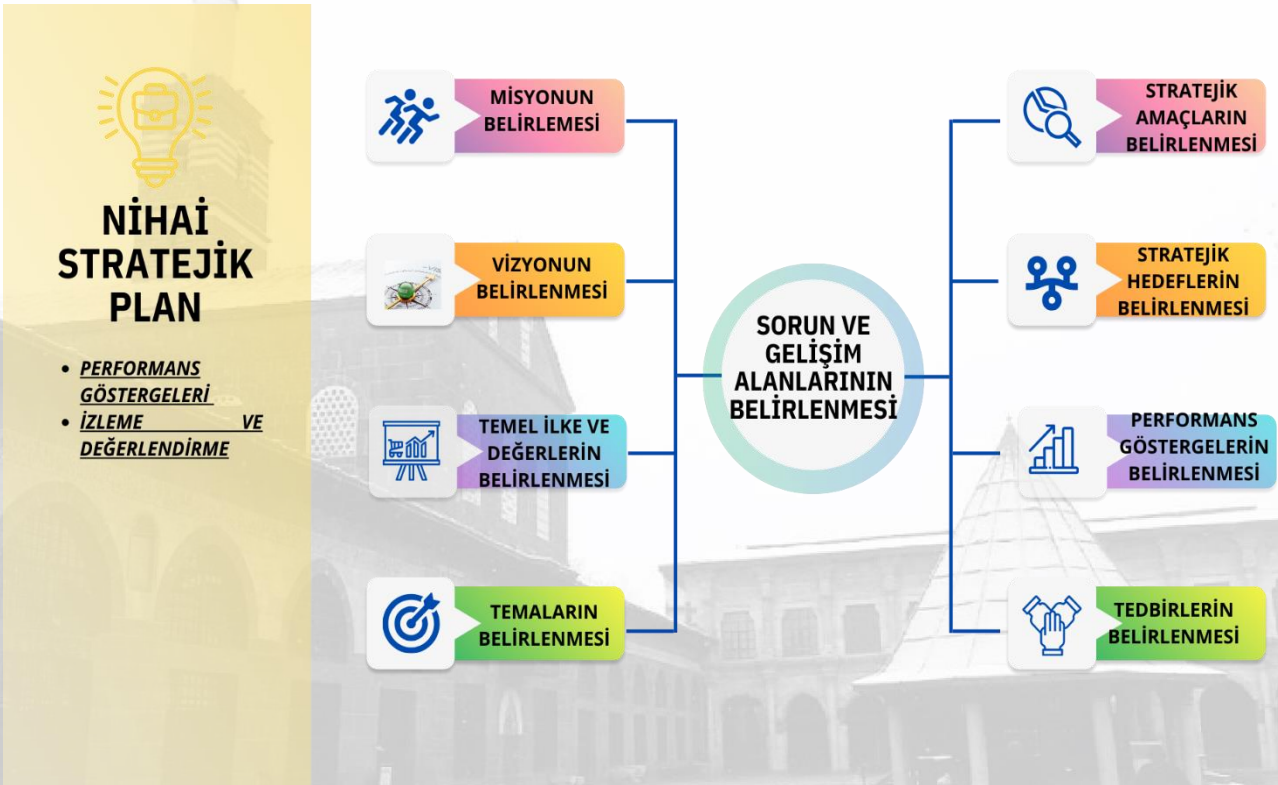 NİHAİ
STRATEJİK
PLAN
• PERFORMANS
GÖSTERGELERİ
• İZLEME VE
DEĞERLENDİRME
MİSYONUN
BELİRLEMESİ
VİZYONUN
BELİRLENMESİ
TEMEL İLKE VE
DEĞERLERİN
BELİRLENMESİ
TEMALARIN
BELİRLENMESİ
SORUN VE
GELİŞİM
ALANLARININ
BELİRLENMESİ
STRATEJİK
AMAÇLARIN
BELİRLENMESİ
STRATEJİK
HEDEFLERİN
BELİRLENMESİ
PERFORMANS
GÖSTERGELERİN
BELİRLENMESİ
TEDBİRLERİN
BELİRLENMESİ